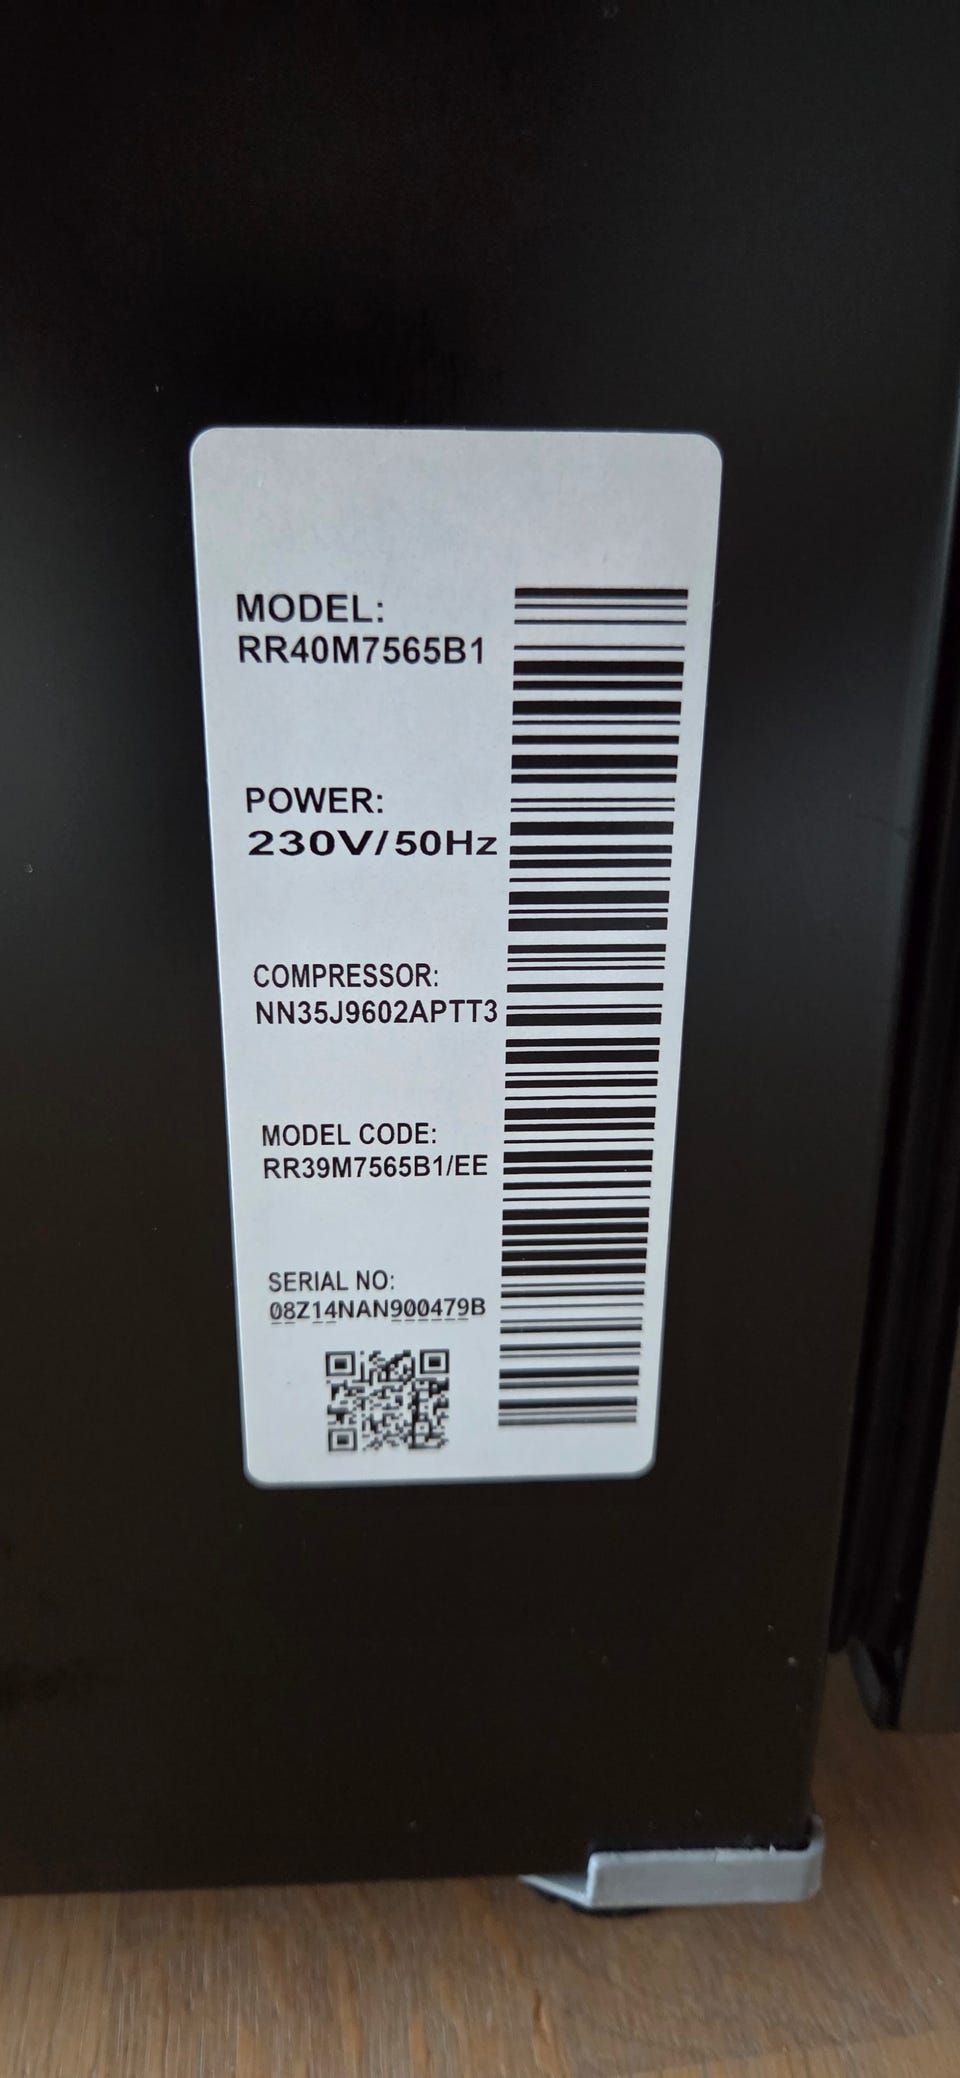 MODEL:
RR40M7565B1
POWER:
230V/50Hz
COMPRESSOR:
NN35J9602APTT3
MODEL CODE:
RR39M7565B1/EE
SERIAL NO:
08Z14NAN900479B